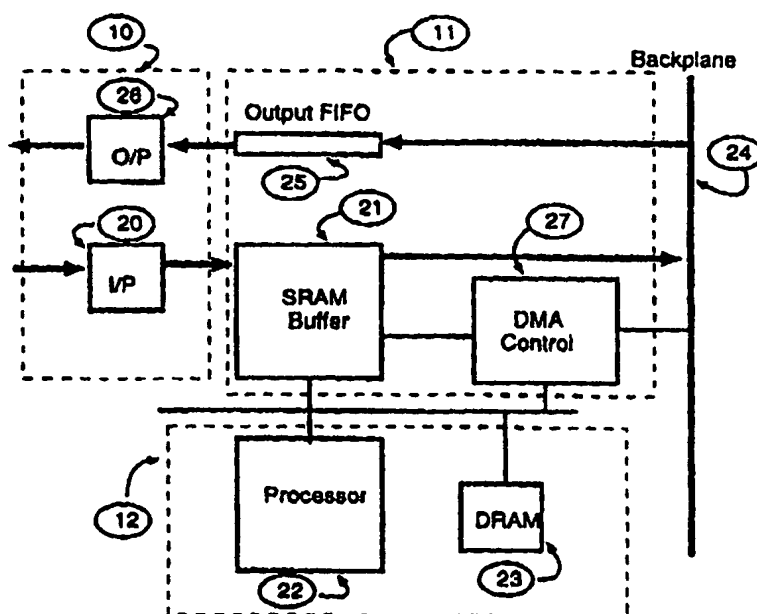 10
11
Backplane
26
Output FIFO
O/P
24
25
20
21
27
I/P
SRAM
Buffer
DMA
Control
12
Processor
DRAM
22
23